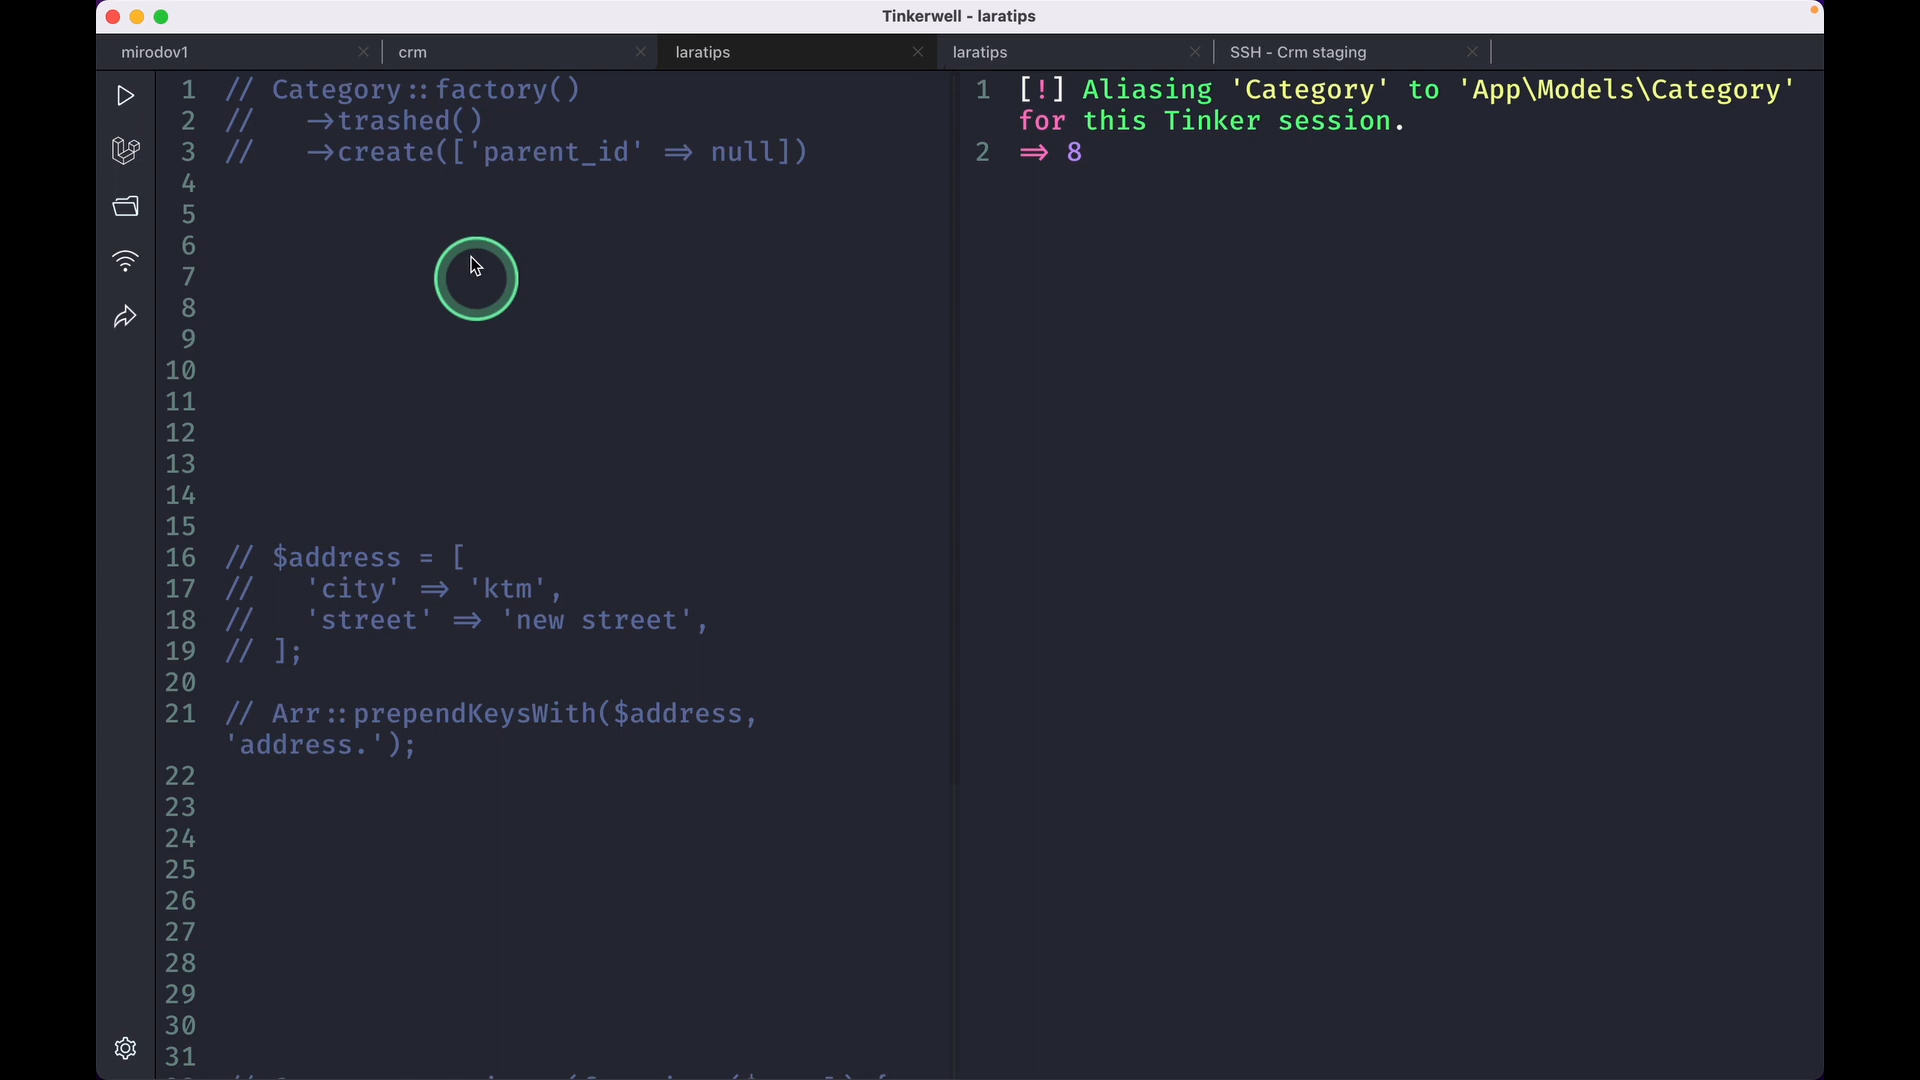 Tinkerwell - laratips
mirodov1
crm
laratips
laratips
SSH - Crm staging
1 // Category::factory()
2 //   ->trashed()
3 //   ->create(['parent_id' => null])
4
5
6
7
8
9
10
11
12
13
14
15
16 // $address = [
17 //   'city' => 'ktm',
18 //   'street' => 'new street',
19 // ];
20
21 // Arr::prependKeysWith($address,
'address.');
22
23
24
25
26
27
28
29
30
31
1 [!] Aliasing 'Category' to 'App\Models\Category'
for this Tinker session.
2 => 8